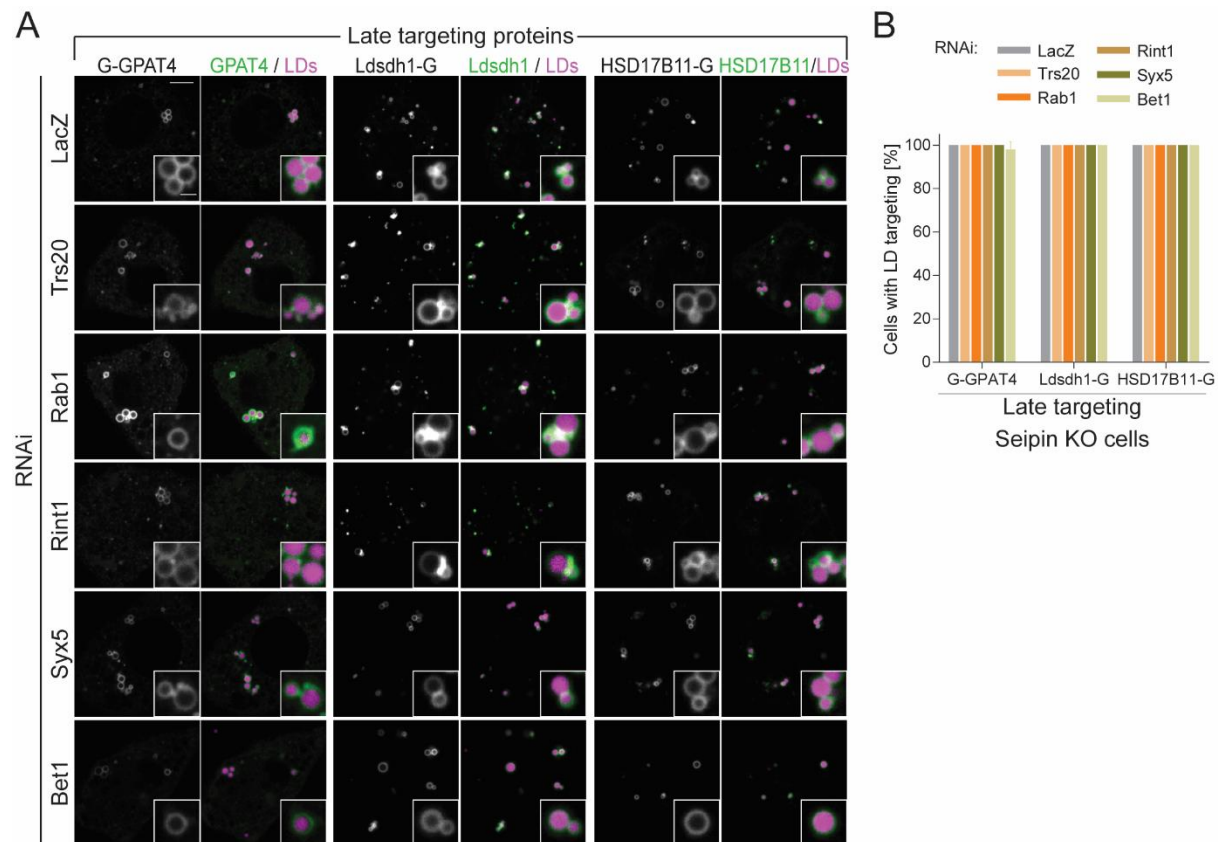 A
Late targeting proteins
G-GPAT4 GPAT4 / LDs Ldsdh1-G Ldsdh1 / LDs HSD17B11-G HSD17B11/LDs
RNAi
LacZ
Trs20
Rab1
Rint1
Syx5
Bet1
B
RNAi: LacZ Rint1
Trs20 Syx5
Rab1 Bet1
Cells with LD targeting [%]
100
80
60
40
20
0
G-GPAT4 Ldsdh1-G HSD17B11-G
Late targeting
Seipin KO cells